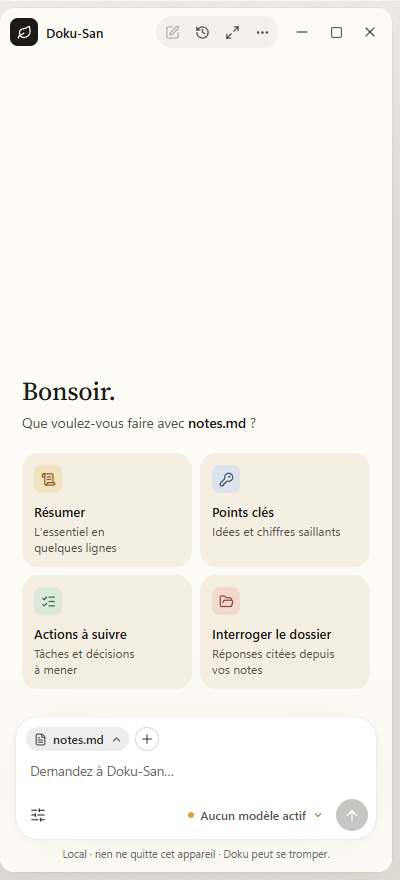 Doku-San
Bonsoir.
Que voulez-vous faire avec notes.md ?
Résumer
L'essentiel en
quelques lignes
Points clés
Idées et chiffres saillants
Actions à suivre
Tâches et décisions
à mener
Interroger le dossier
Réponses citées depuis
vos notes
notes.md
Demandez à Doku-San...
Aucun modèle actif
Local · rien ne quitte cet appareil · Doku peut se tromper.